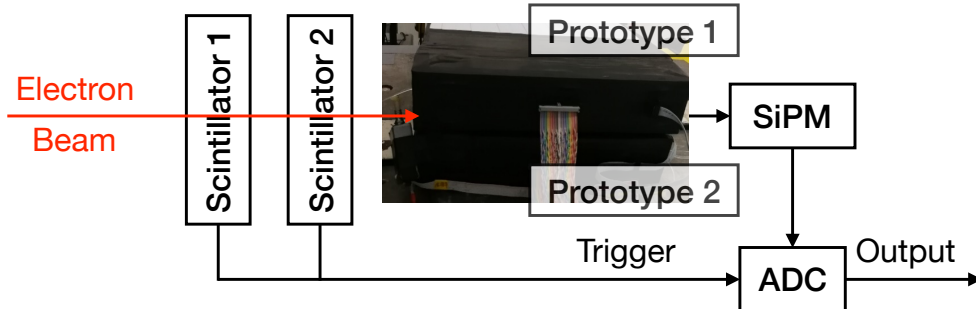 Scintillator 1
Scintillator 2
Prototype 1
Electron
Beam
SiPM
Prototype 2
Trigger
ADC
Output